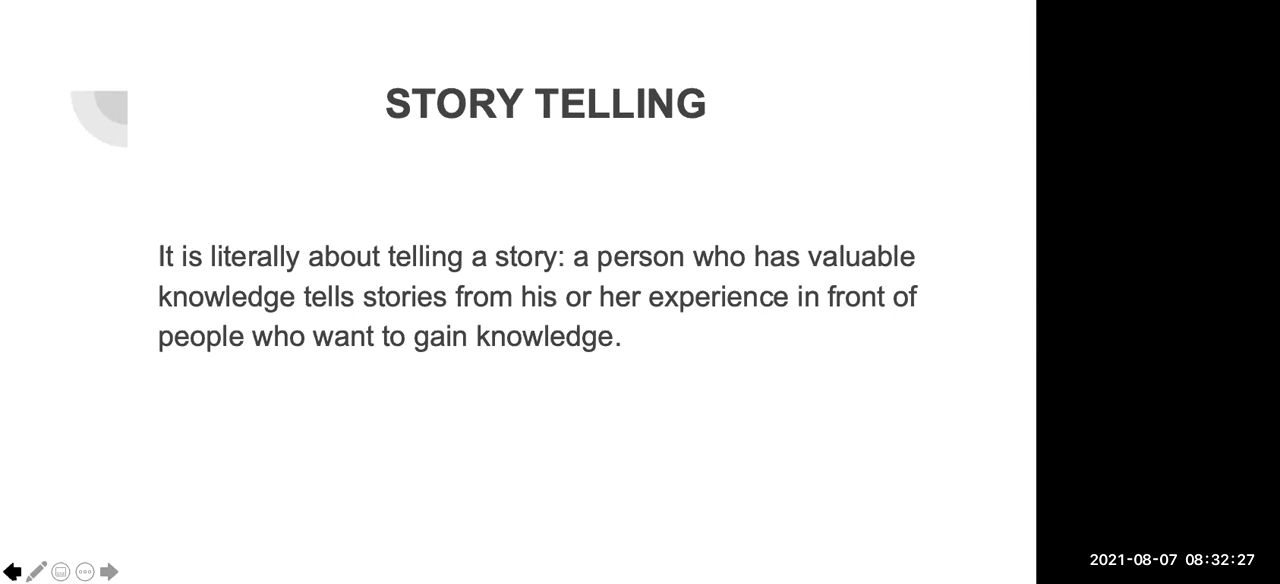 STORY TELLING
It is literally about telling a story: a person who has valuable
knowledge tells stories from his or her experience in front of
people who want to gain knowledge.
2021-08-07 08:32:27